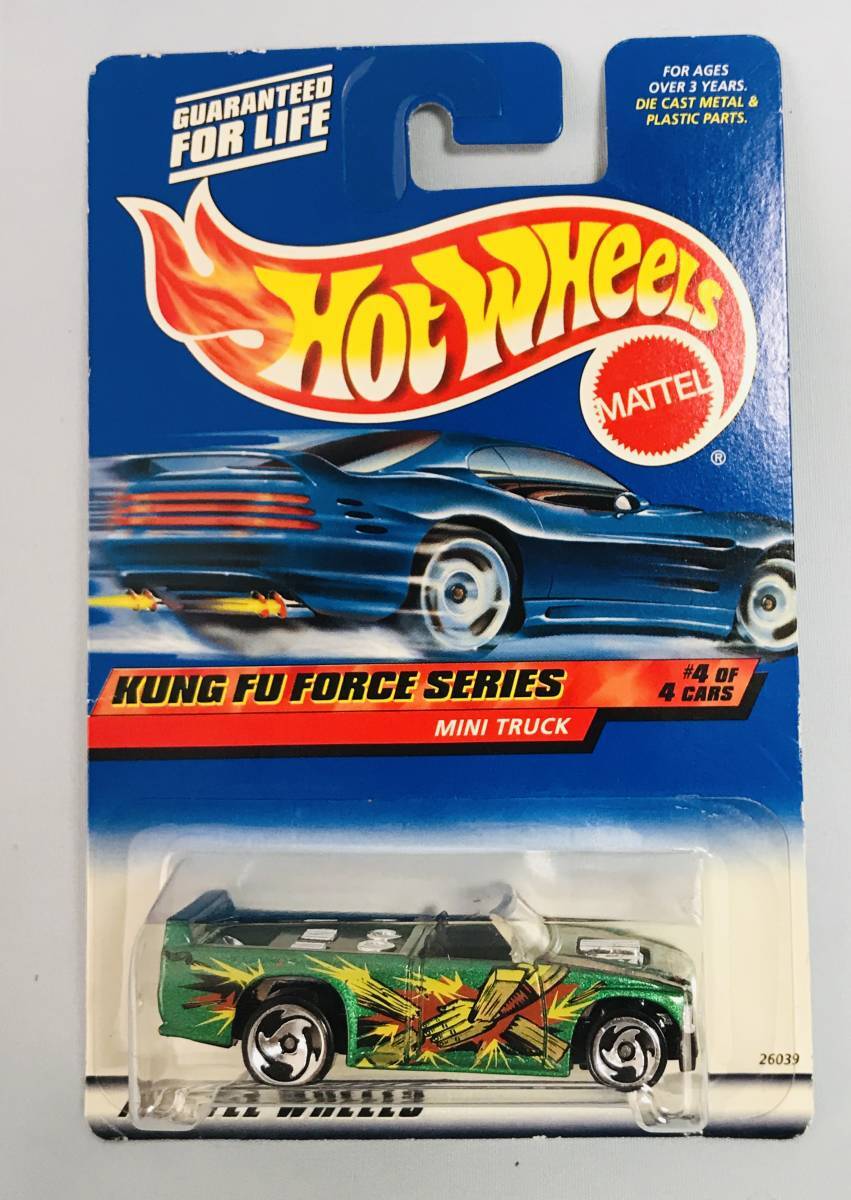 GUARANTEED
FOR LIFE
FOR AGES
OVER 3 YEARS.
DIE CAST METAL &
PLASTIC PARTS.
HOT WHEELS
MATTEL
®
KUNG FU FORCE SERIES
#4 OF
4 CARS
MINI TRUCK
26039